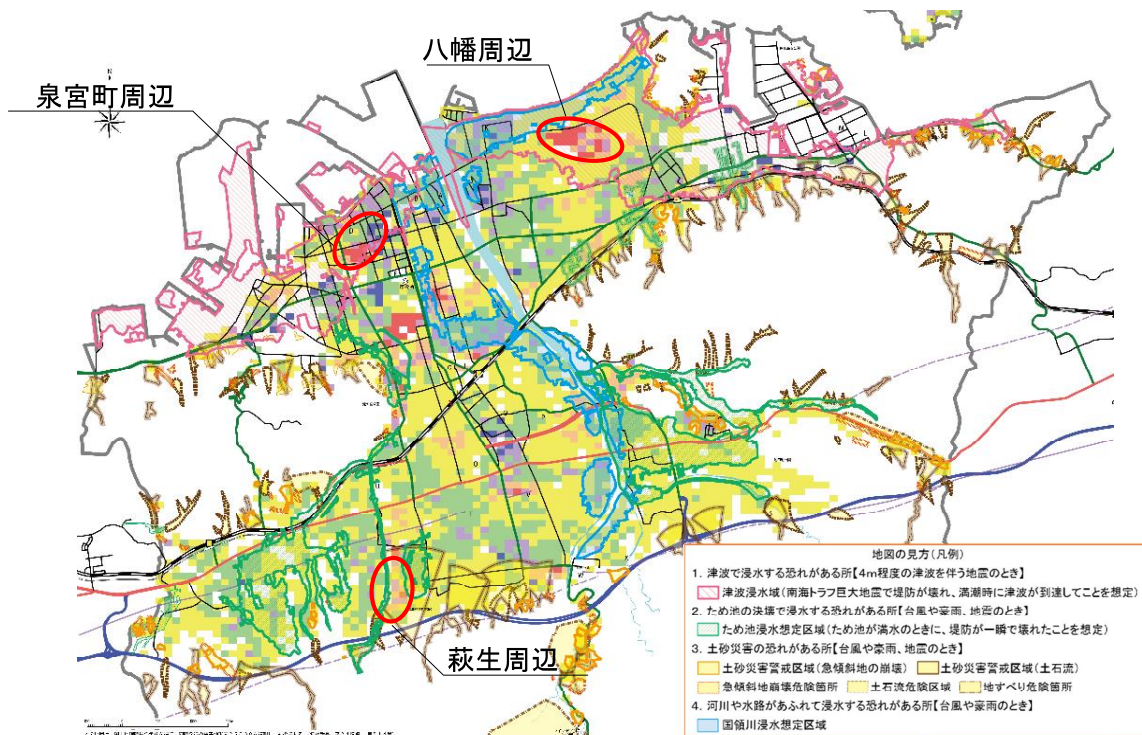 八幡周辺
泉宮町周辺
萩生周辺
地図の見方(凡例)
1. 津波で浸水する恐れがある所【4m程度の津波を伴う地震のとき】
津波浸水域(南海トラフ巨大地震で堤防が壊れ、満潮時に津波が到達してことを想定)
2. ため池の決壊で浸水する恐れがある所【台風や豪雨、地震のとき】
ため池浸水想定区域(ため池が満水のときに、堤防が一瞬で壊れたことを想定)
3. 土砂災害の恐れがある所【台風や豪雨、地震のとき】
土砂災害警戒区域(急傾斜地の崩壊) 土砂災害警戒区域(土石流)
急傾斜地崩壊危険箇所 土石流危険区域 地すべり危険箇所
4. 河川や水路があふれて浸水する恐れがある所【台風や豪雨のとき】
国領川浸水想定区域